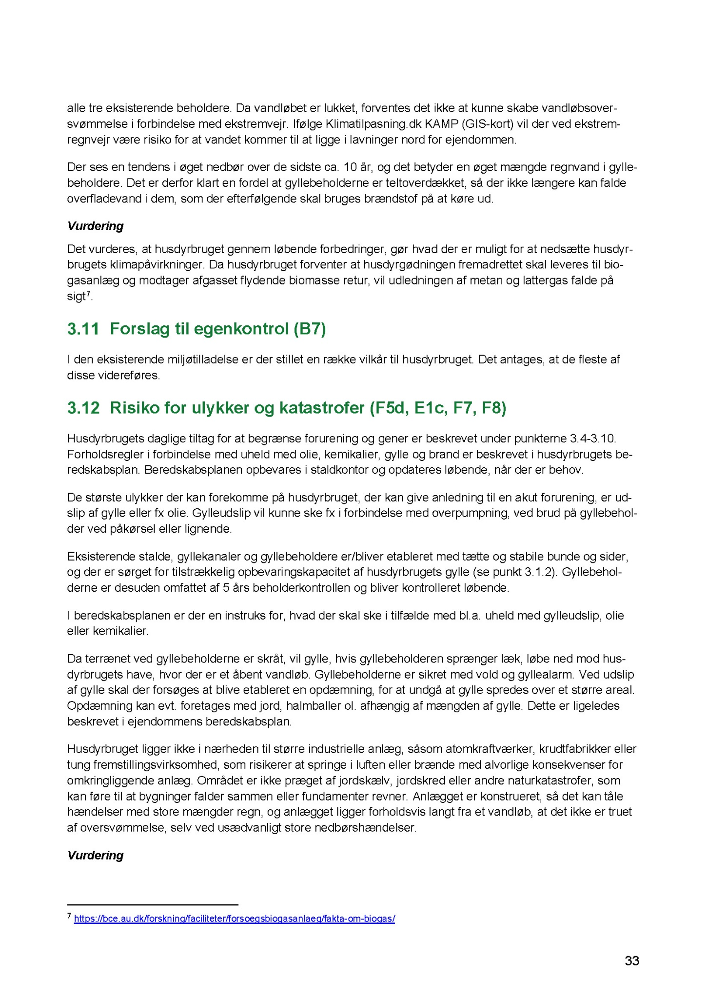 alle tre eksisterende beholdere. Da vandløbet er lukket, forventes det ikke at kunne skabe vandløbsover-
svømmelse i forbindelse med ekstremvejr. Ifølge Klimatilpasning.dk KAMP (GIS-kort) vil der ved ekstrem-
regnvejr være risiko for at vandet kommer til at ligge i lavninger nord for ejendommen.
Der ses en tendens i øget nedbør over de sidste ca. 10 år, og det betyder en øget mængde regnvand i gylle-
beholdere. Det er derfor klart en fordel at gyllebeholderne er teltoverdækket, så der ikke længere kan falde
overfladevand i dem, som der efterfølgende skal bruges brændstof på at køre ud.
Vurdering
Det vurderes, at husdyrbruget gennem løbende forbedringer, gør hvad der er muligt for at nedsætte husdyr-
brugets klimapåvirkninger. Da husdyrbruget forventer at husdyrgødningen fremadrettet skal leveres til bio-
gasanlæg og modtager afgasset flydende biomasse retur, vil udledningen af metan og lattergas falde på
sigt⁷.
3.11 Forslag til egenkontrol (B7)
I den eksisterende miljøtilladelse er der stillet en række vilkår til husdyrbruget. Det antages, at de fleste af
disse videreføres.
3.12 Risiko for ulykker og katastrofer (F5d, E1c, F7, F8)
Husdyrbrugets daglige tiltag for at begrænse forurening og gener er beskrevet under punkterne 3.4-3.10.
Forholdsregler i forbindelse med uheld med olie, kemikalier, gylle og brand er beskrevet i husdyrbrugets be-
redskabsplan. Beredskabsplanen opbevares i staldkontor og opdateres løbende, når der er behov.
De største ulykker der kan forekomme på husdyrbruget, der kan give anledning til en akut forurening, er ud-
slip af gylle eller fx olie. Gylleudslip vil kunne ske fx i forbindelse med overpumpning, ved brud på gyllebehol-
der ved påkørsel eller lignende.
Eksisterende stalde, gyllekanaler og gyllebeholdere er/bliver etableret med tætte og stabile bunde og sider,
og der er sørget for tilstrækkelig opbevaringskapacitet af husdyrbrugets gylle (se punkt 3.1.2). Gyllebehol-
derne er desuden omfattet af 5 års beholderkontrollen og bliver kontrolleret løbende.
I beredskabsplanen er der en instruks for, hvad der skal ske i tilfælde med bl.a. uheld med gylleudslip, olie
eller kemikalier.
Da terrænet ved gyllebeholderne er skråt, vil gylle, hvis gyllebeholderen sprænger læk, løbe ned mod hus-
dyrbrugets have, hvor der er et åbent vandløb. Gyllebeholderne er sikret med vold og gyllealarm. Ved udslip
af gylle skal der forsøges at blive etableret en opdæmning, for at undgå at gylle spredes over et større areal.
Opdæmning kan evt. foretages med jord, halmballer ol. afhængig af mængden af gylle. Dette er ligeledes
beskrevet i ejendommens beredskabsplan.
Husdyrbruget ligger ikke i nærheden til større industrielle anlæg, såsom atomkraftværker, krudtfabrikker eller
tung fremstillingsvirksomhed, som risikerer at springe i luften eller brænde med alvorlige konsekvenser for
omkringliggende anlæg. Området er ikke præget af jordskælv, jordskred eller andre naturkatastrofer, som
kan føre til at bygninger falder sammen eller fundamenter revner. Anlægget er konstrueret, så det kan tåle
hændelser med store mængder regn, og anlægget ligger forholdsvis langt fra et vandløb, at det ikke er truet
af oversvømmelse, selv ved usædvanligt store nedbørshændelser.
Vurdering
⁷ https://bce.au.dk/forskning/faciliteter/forsoegsbiogasanlaeg/fakta-om-biogas/
33